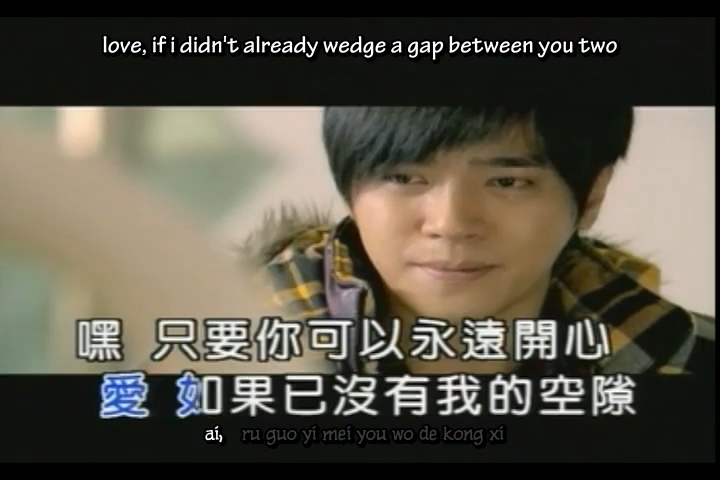 love, if i didn't already wedge a gap between you two
嘿 只要你可以永遠開心
愛 如果已沒有我的空隙
ai, ru guo yi mei you wo de kong xi